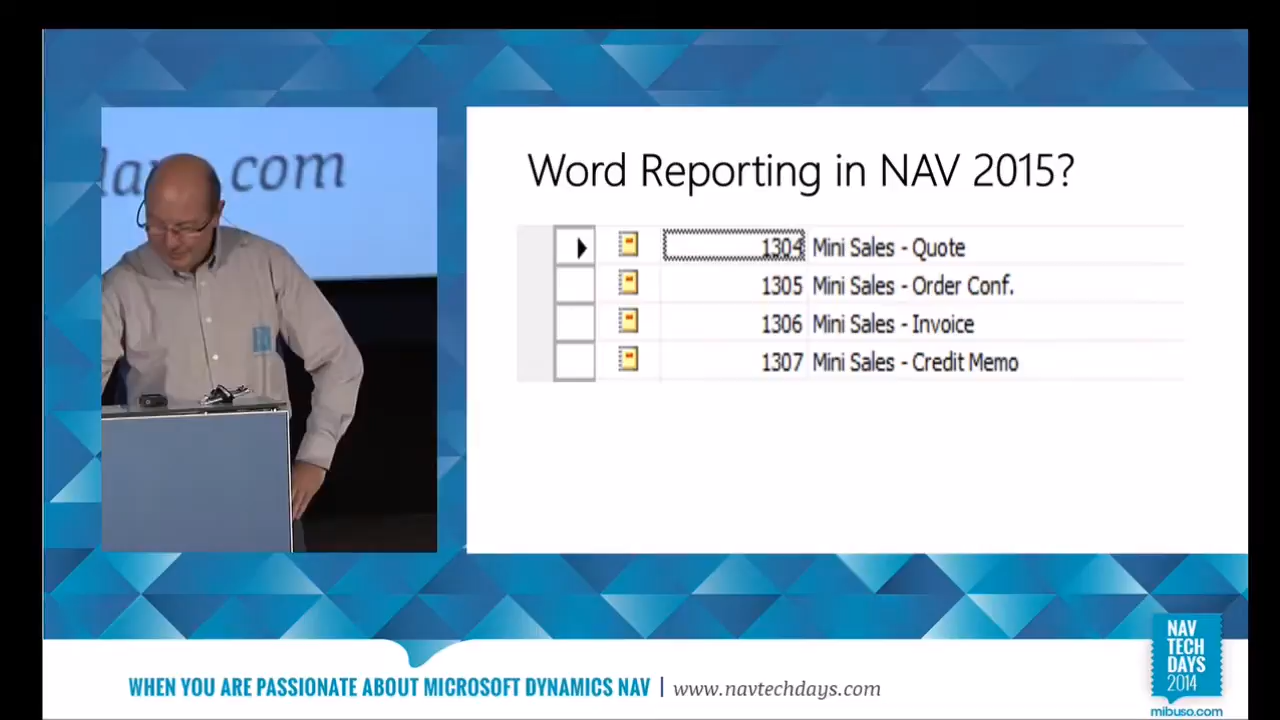 days.com
Word Reporting in NAV 2015?
1304 Mini Sales - Quote
1305 Mini Sales - Order Conf.
1306 Mini Sales - Invoice
1307 Mini Sales - Credit Memo
WHEN YOU ARE PASSIONATE ABOUT MICROSOFT DYNAMICS NAV | www.navtechdays.com
NAV
TECH
DAYS
2014
mibuso.com